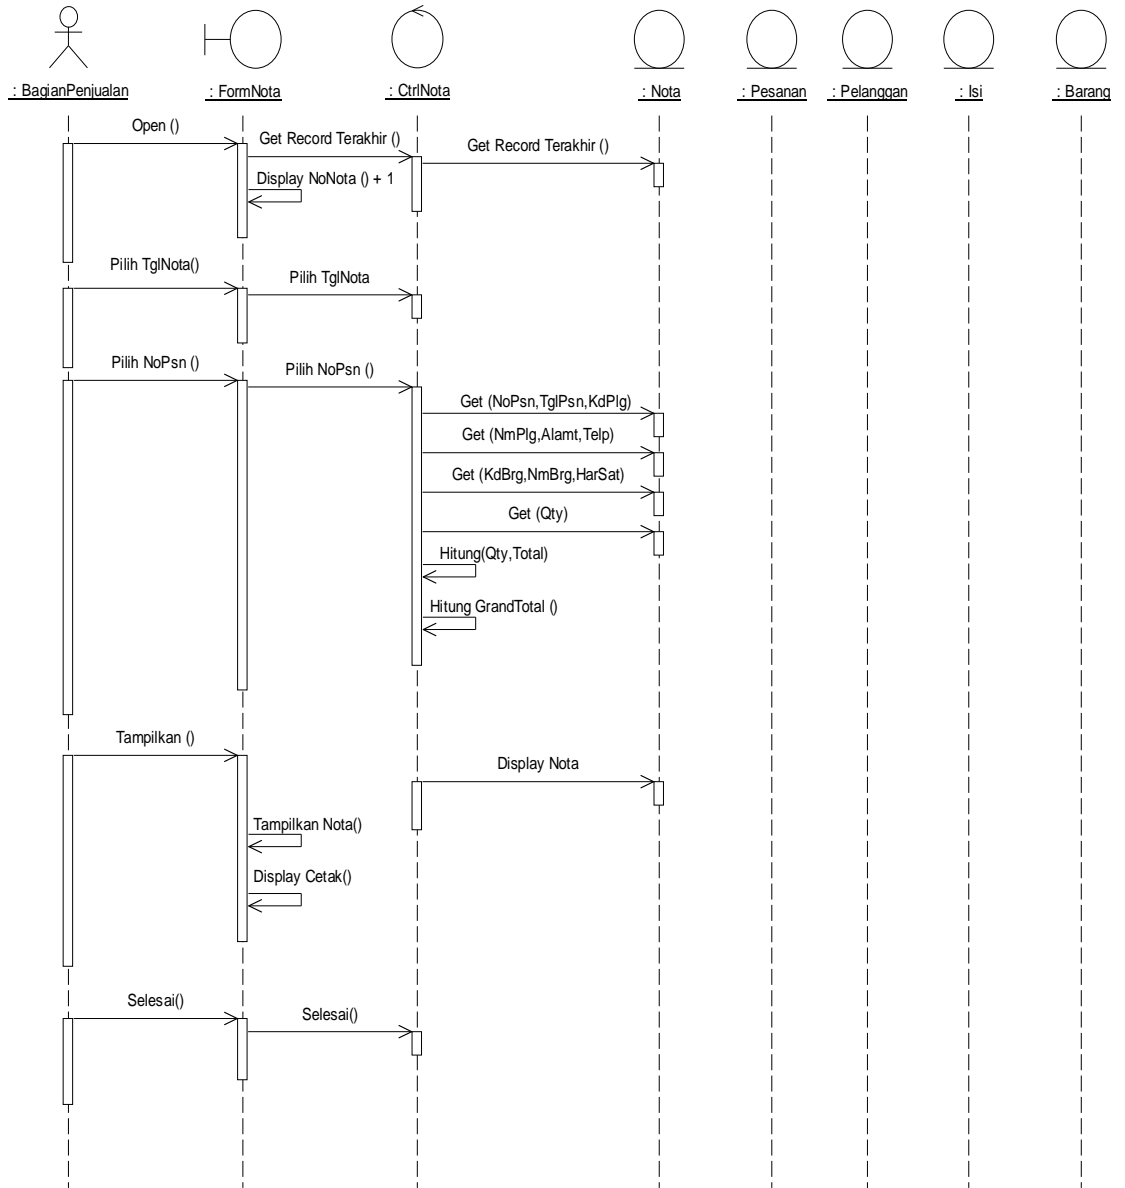 : BagianPenjualan
: FormNota
: CtrlNota
: Nota
: Pesanan
: Pelanggan
: Isi
: Barang
Open ()
Get Record Terakhir ()
Get Record Terakhir ()
Display NoNota () + 1
Pilih TglNota()
Pilih TglNota
Pilih NoPsn ()
Pilih NoPsn ()
Get (NoPsn,TglPsn,KdPlg)
Get (NmPlg,Alamt,Telp)
Get (KdBrg,NmBrg,HarSat)
Get (Qty)
Hitung(Qty,Total)
Hitung GrandTotal ()
Tampilkan ()
Display Nota
Tampilkan Nota()
Display Cetak()
Selesai()
Selesai()